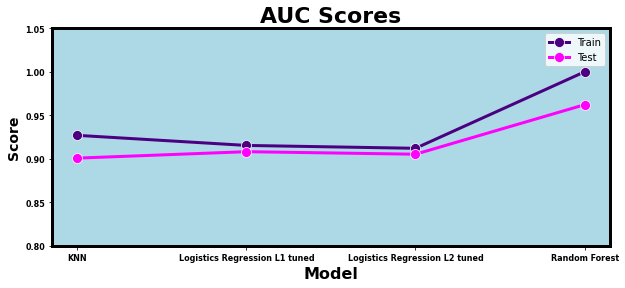 AUC Scores
1.05
1.00
0.95
0.90
0.85
0.80
Score
Train
Test
KNN
Logistics Regression L1 tuned
Logistics Regression L2 tuned
Random Forest
Model